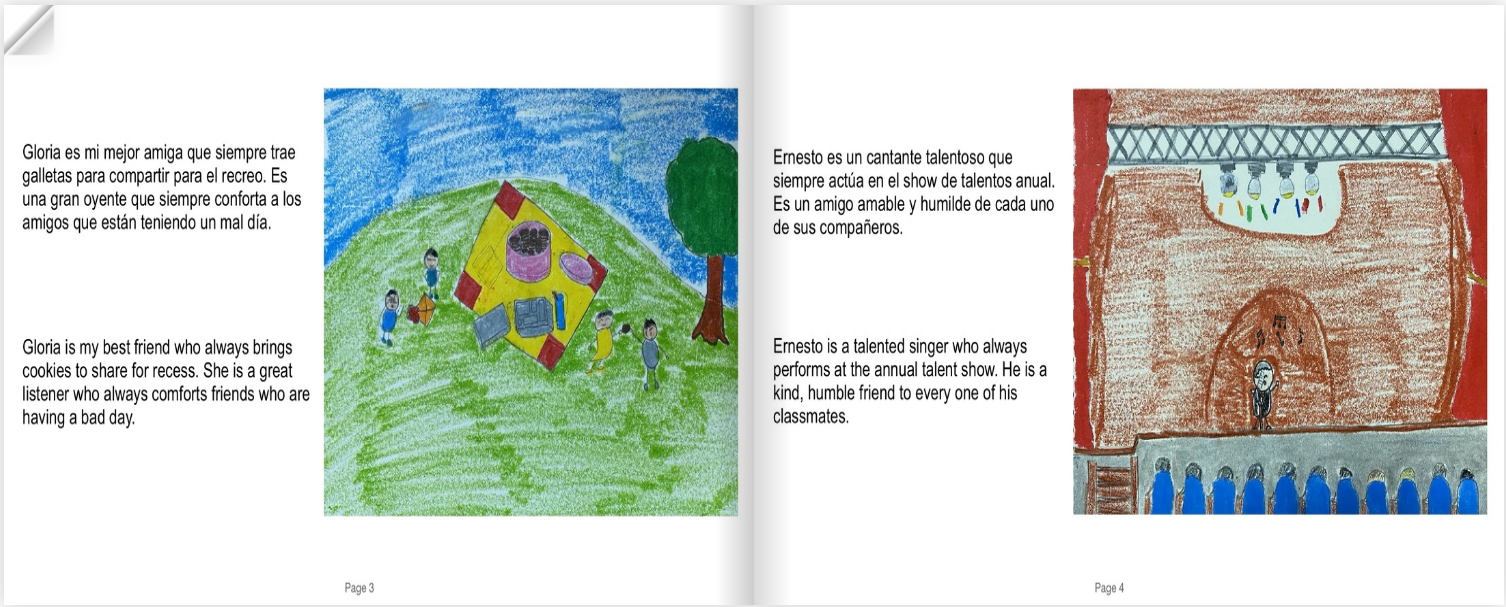 Gloria es mi mejor amiga que siempre trae
galletas para compartir para el recreo. Es
una gran oyente que siempre conforta a los
amigos que están teniendo un mal día.
Gloria is my best friend who always brings
cookies to share for recess. She is a great
listener who always comforts friends who are
having a bad day.
Page 3
Ernesto es un cantante talentoso que
siempre actúa en el show de talentos anual.
Es un amigo amable y humilde de cada uno
de sus compañeros.
Ernesto is a talented singer who always
performs at the annual talent show. He is a
kind, humble friend to every one of his
classmates.
Page 4